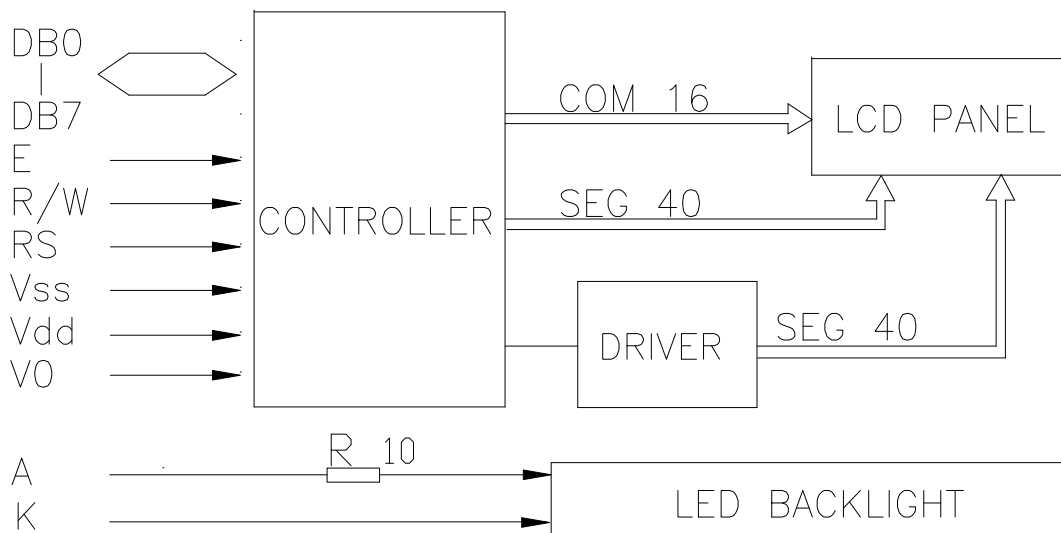 DB0
DB7
E
R/W
RS
Vss
Vdd
V0
CONTROLLER
COM 16
LCD PANEL
SEG 40
DRIVER
SEG 40
A
R 10
K
LED BACKLIGHT